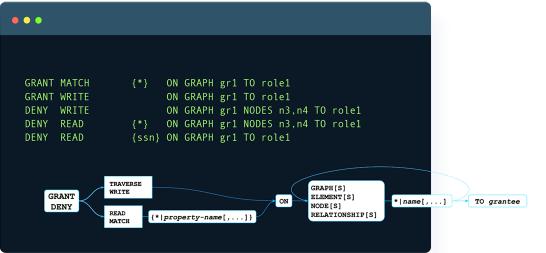 GRANT MATCH {*} ON GRAPH gr1 TO role1
GRANT WRITE ON GRAPH gr1 TO role1
DENY WRITE ON GRAPH gr1 NODES n3,n4 TO role1
DENY READ {*} ON GRAPH gr1 NODES n3,n4 TO role1
DENY READ {ssn} ON GRAPH gr1 TO role1
GRANT
DENY
TRAVERSE
WRITE
READ
MATCH
{*|property-name[,...]}
ON
GRAPH[S]
ELEMENT[S]
NODE[S]
RELATIONSHIP[S]
*|name[,...]
TO grantee